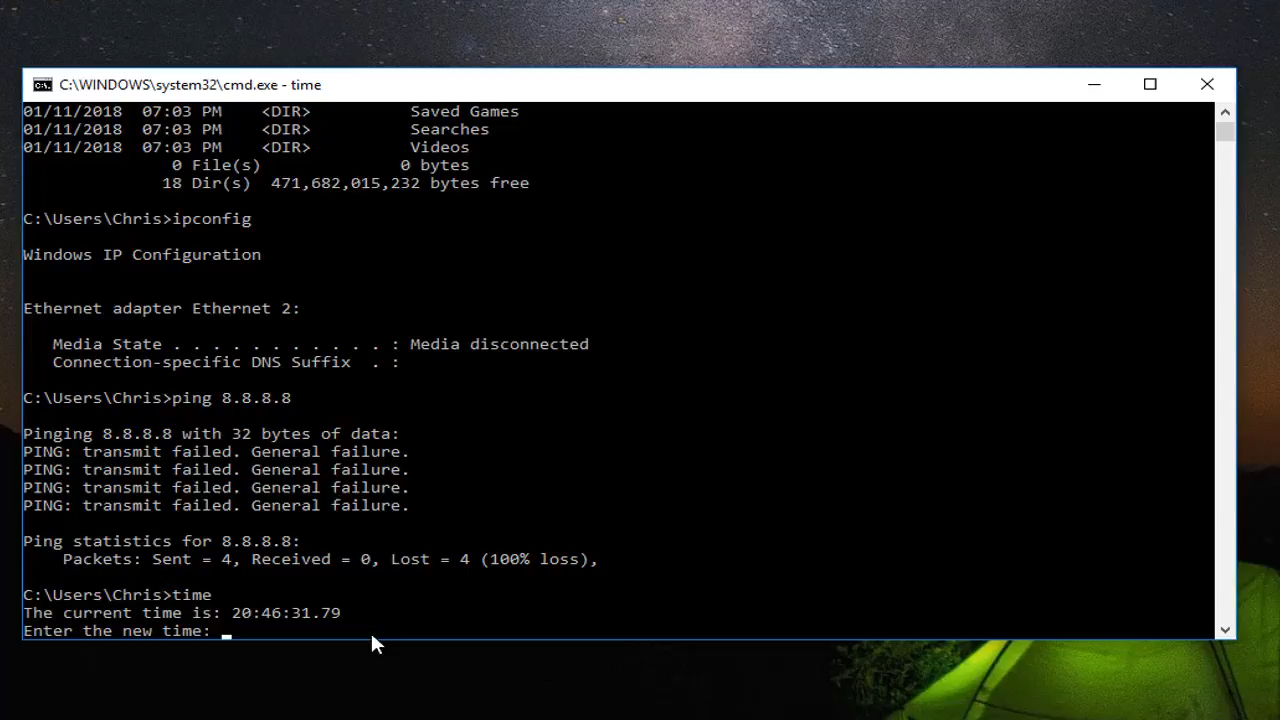 C:\WINDOWS\system32\cmd.exe - time
01/11/2018  07:03 PM    <DIR>          Saved Games
01/11/2018  07:03 PM    <DIR>          Searches
01/11/2018  07:03 PM    <DIR>          Videos
               0 File(s)              0 bytes
              18 Dir(s)  471,682,015,232 bytes free
C:\Users\Chris>ipconfig
Windows IP Configuration
Ethernet adapter Ethernet 2:
   Media State . . . . . . . . . . . : Media disconnected
   Connection-specific DNS Suffix  . :
C:\Users\Chris>ping 8.8.8.8
Pinging 8.8.8.8 with 32 bytes of data:
PING: transmit failed. General failure.
PING: transmit failed. General failure.
PING: transmit failed. General failure.
PING: transmit failed. General failure.
Ping statistics for 8.8.8.8:
    Packets: Sent = 4, Received = 0, Lost = 4 (100% loss),
C:\Users\Chris>time
The current time is: 20:46:31.79
Enter the new time: